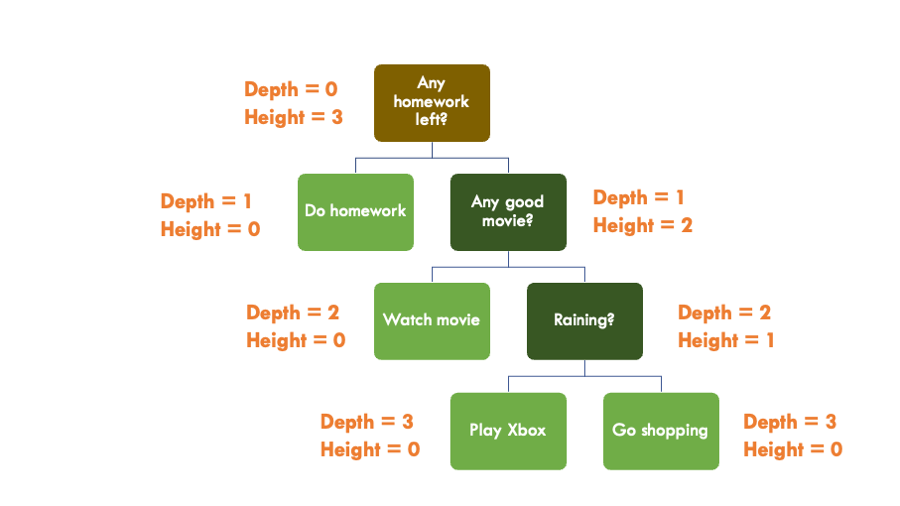 Depth = 0
Height = 3
Any
homework
left?
Depth = 1
Height = 0
Do homework
Any good
movie?
Depth = 1
Height = 2
Depth = 2
Height = 0
Watch movie
Raining?
Depth = 2
Height = 1
Depth = 3
Height = 0
Play Xbox
Go shopping
Depth = 3
Height = 0